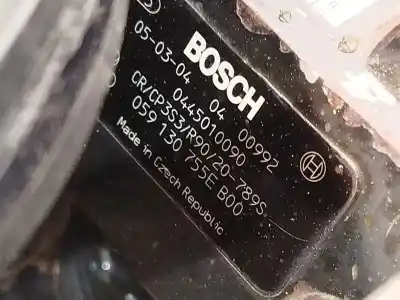 BOSCH
05-03-04 04 00992
0445010090
CR/CP3S3/R90/20-789S
059 130 755E B00
Made in Czech Republic